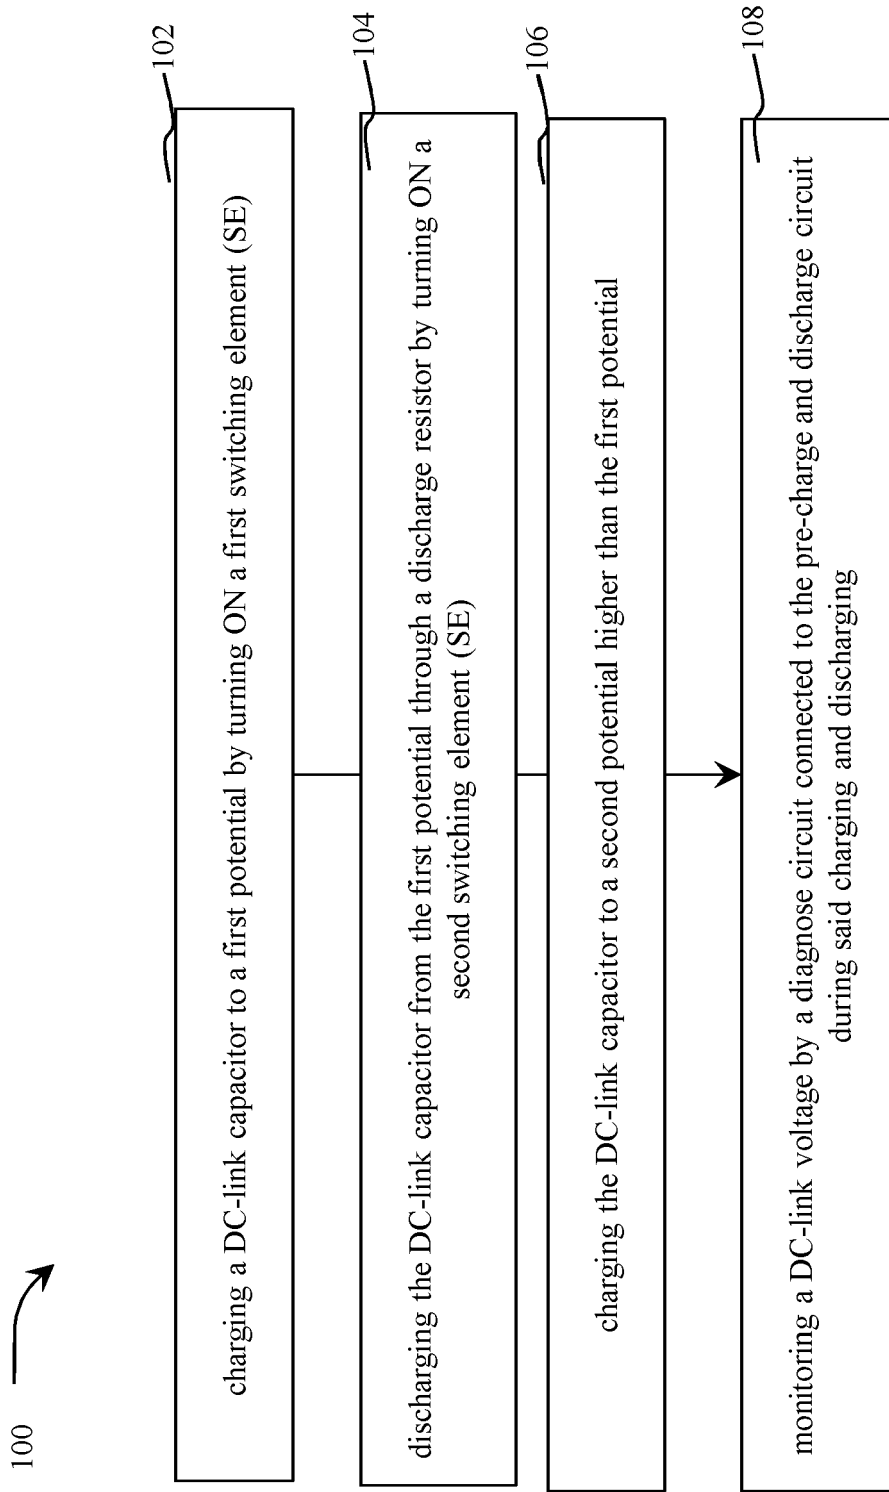 100
102
charging a DC-link capacitor to a first potential by turning ON a first switching element (SE)
104
discharging the DC-link capacitor from the first potential through a discharge resistor by turning ON a
second switching element (SE)
106
charging the DC-link capacitor to a second potential higher than the first potential
108
monitoring a DC-link voltage by a diagnose circuit connected to the pre-charge and discharge circuit
during said charging and discharging